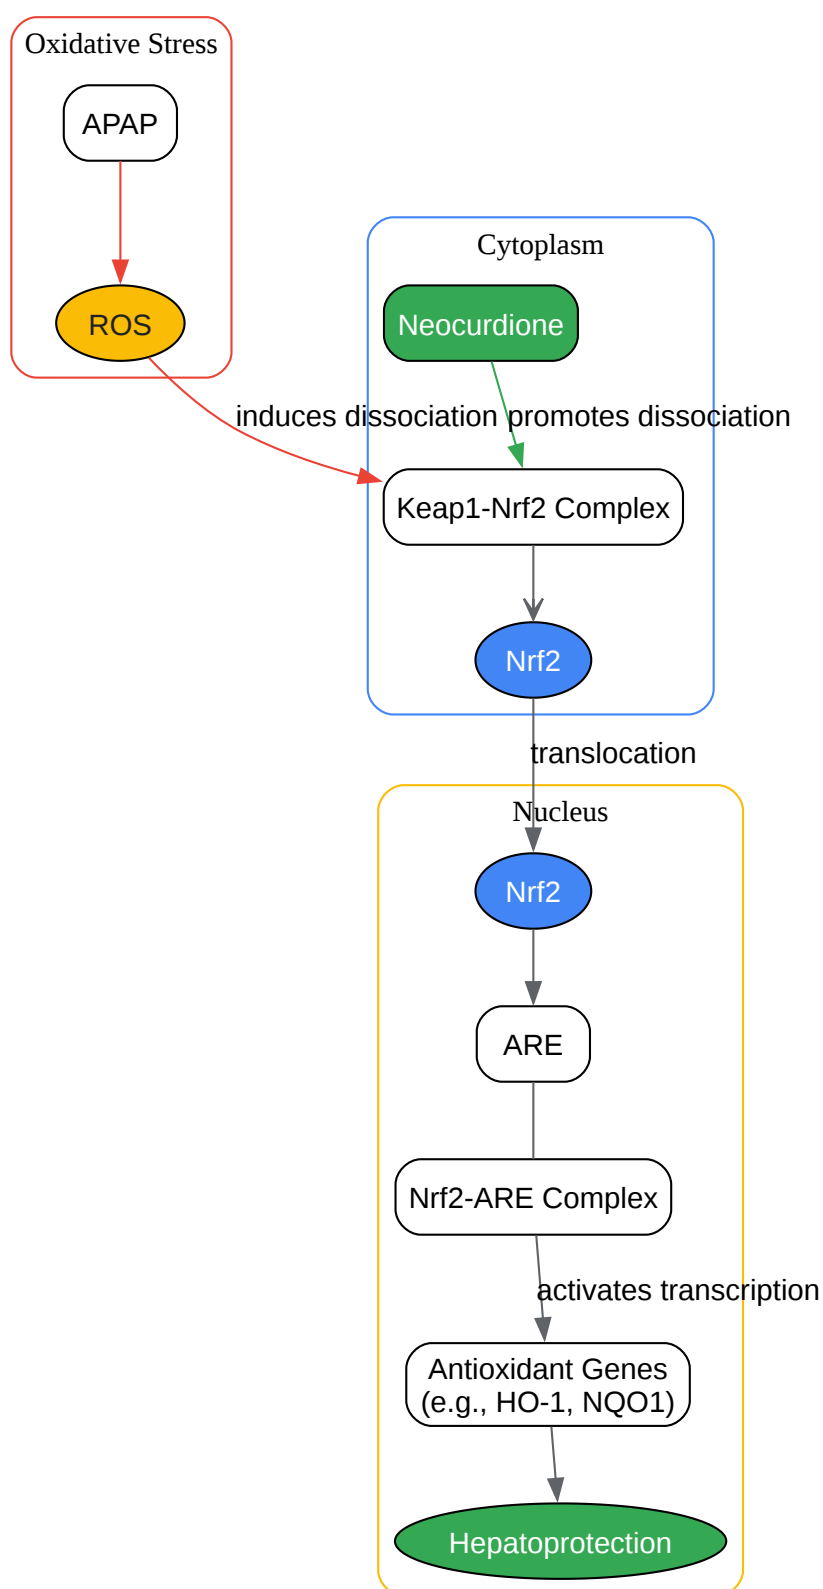 Oxidative Stress
APAP
ROS
Cytoplasm
Neocurdione
induces dissociation
promotes dissociation
Keap1-Nrf2 Complex
Nrf2
translocation
Nucleus
Nrf2
ARE
Nrf2-ARE Complex
activates transcription
Antioxidant Genes
(e.g., HO-1, NQO1)
Hepatoprotection